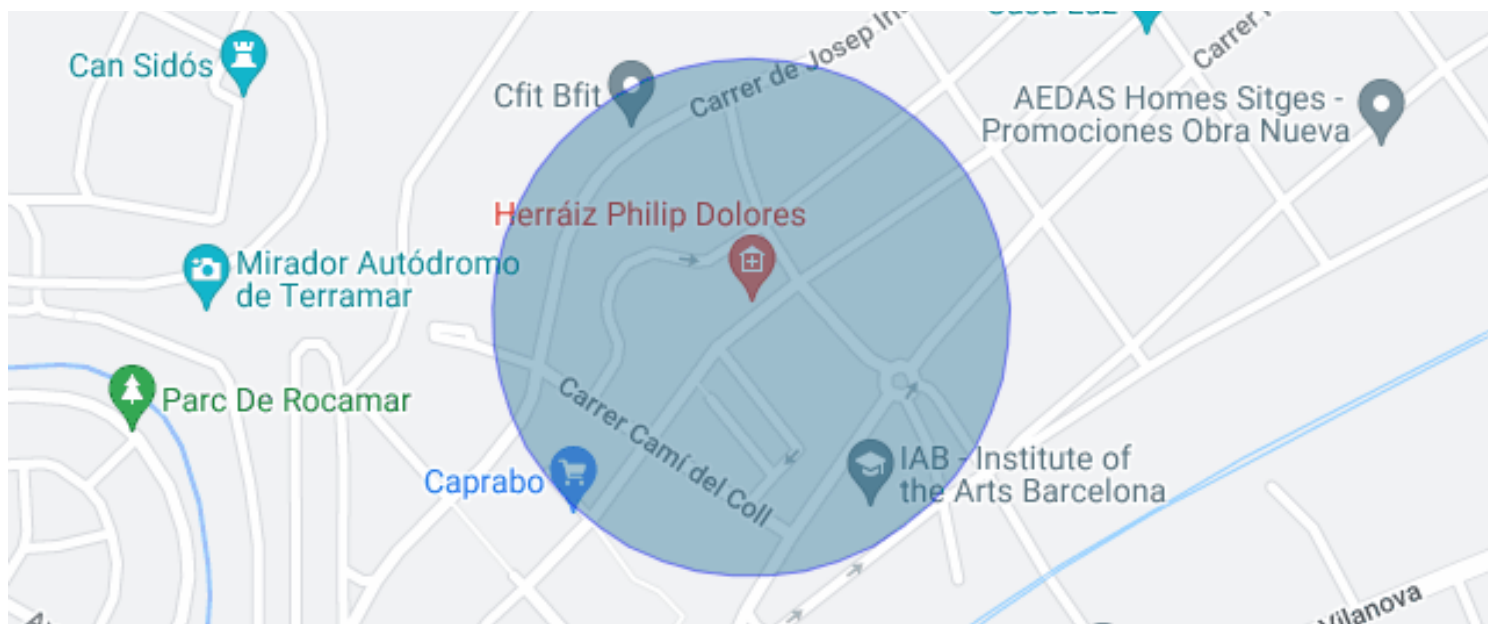 Can Sidós
Cfit Bfit
Carrer de Josep
AEDAS Homes Sitges -
Promociones Obra Nueva
Herráiz Philip Dolores
Mirador Autódromo
de Terramar
Parc De Rocamar
Carrer Camí del Coll
Caprabo
IAB - Institute of
the Arts Barcelona
Vilanova
Carrer